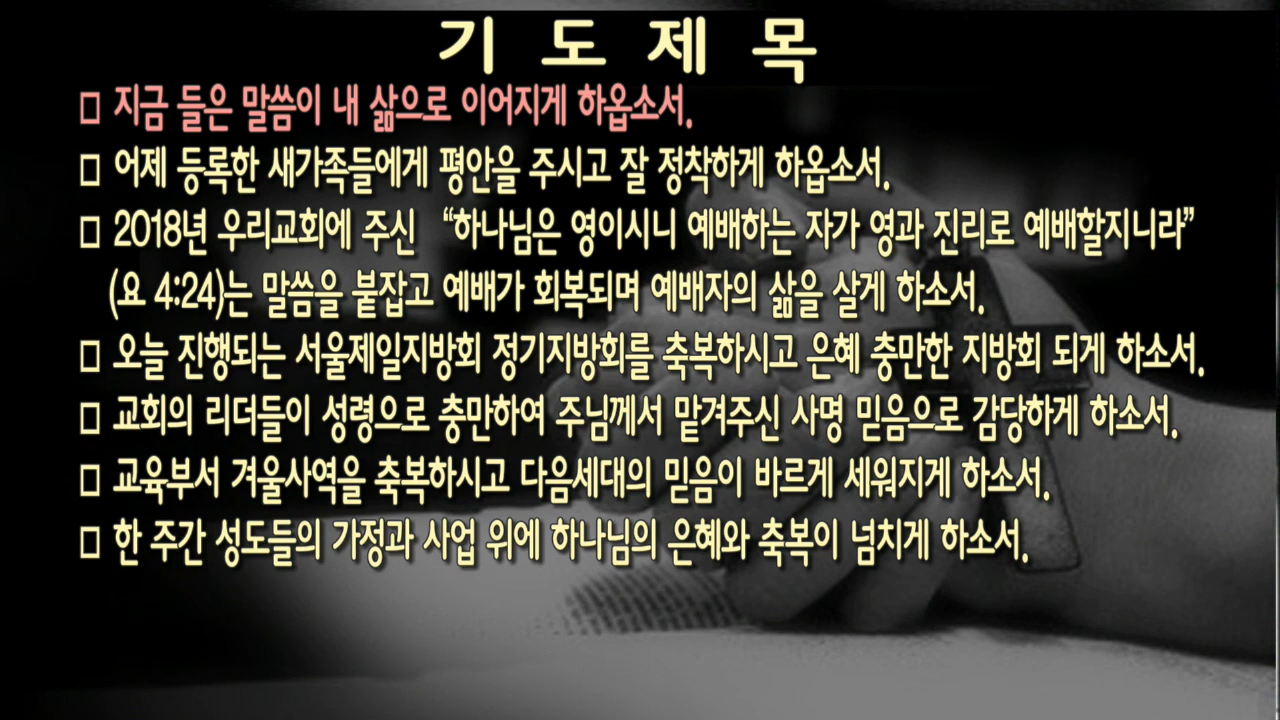 기 도 제 목
□ 지금 들은 말씀이 내 삶으로 이어지게 하옵소서.
□ 어제 등록한 새가족들에게 평안을 주시고 잘 정착하게 하옵소서.
□ 2018년 우리교회에 주신 “하나님은 영이시니 예배하는 자가 영과 진리로 예배할지니라”
(요 4:24)는 말씀을 붙잡고 예배가 회복되며 예배자의 삶을 살게 하소서.
□ 오늘 진행되는 서울제일지방회 정기지방회를 축복하시고 은혜 충만한 지방회 되게 하소서.
□ 교회의 리더들이 성령으로 충만하여 주님께서 맡겨주신 사명 믿음으로 감당하게 하소서.
□ 교육부서 겨울사역을 축복하시고 다음세대의 믿음이 바르게 세워지게 하소서.
□ 한 주간 성도들의 가정과 사업 위에 하나님의 은혜와 축복이 넘치게 하소서.